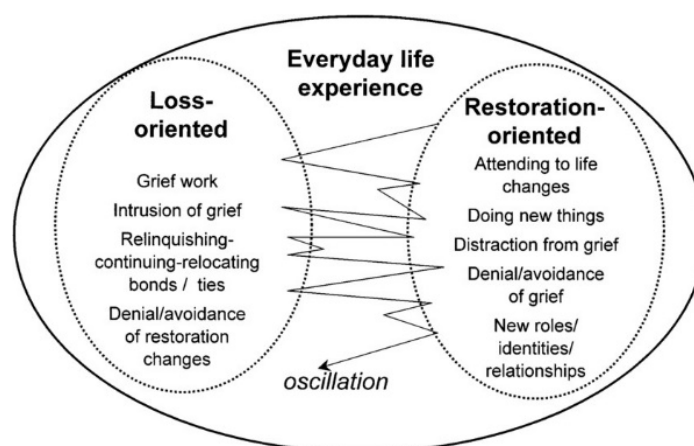 Everyday life
experience
Loss-
oriented
Grief work
Intrusion of grief
Relinquishing-
continuing-relocating
bonds / ties
Denial/avoidance
of restoration
changes
Restoration-
oriented
Attending to life
changes
Doing new things
Distraction from grief
Denial/avoidance
of grief
New roles/
identities/
relationships
oscillation